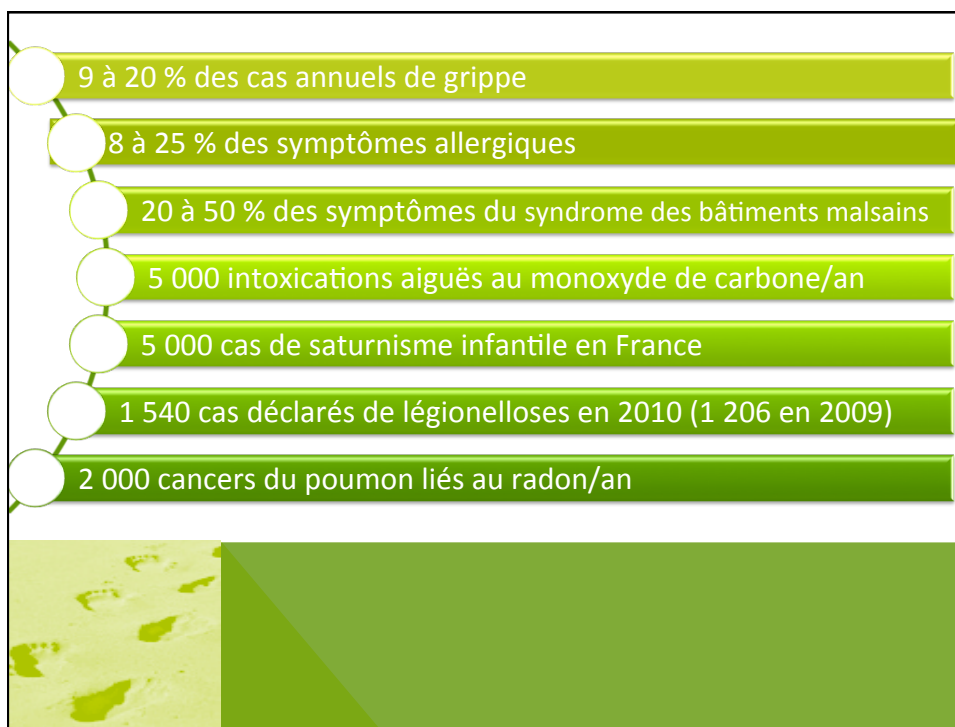 9 à 20 % des cas annuels de grippe
8 à 25 % des symptômes allergiques
20 à 50 % des symptômes du syndrome des bâtiments malsains
5 000 intoxications aiguës au monoxyde de carbone/an
5 000 cas de saturnisme infantile en France
1 540 cas déclarés de légionelloses en 2010 (1 206 en 2009)
2 000 cancers du poumon liés au radon/an